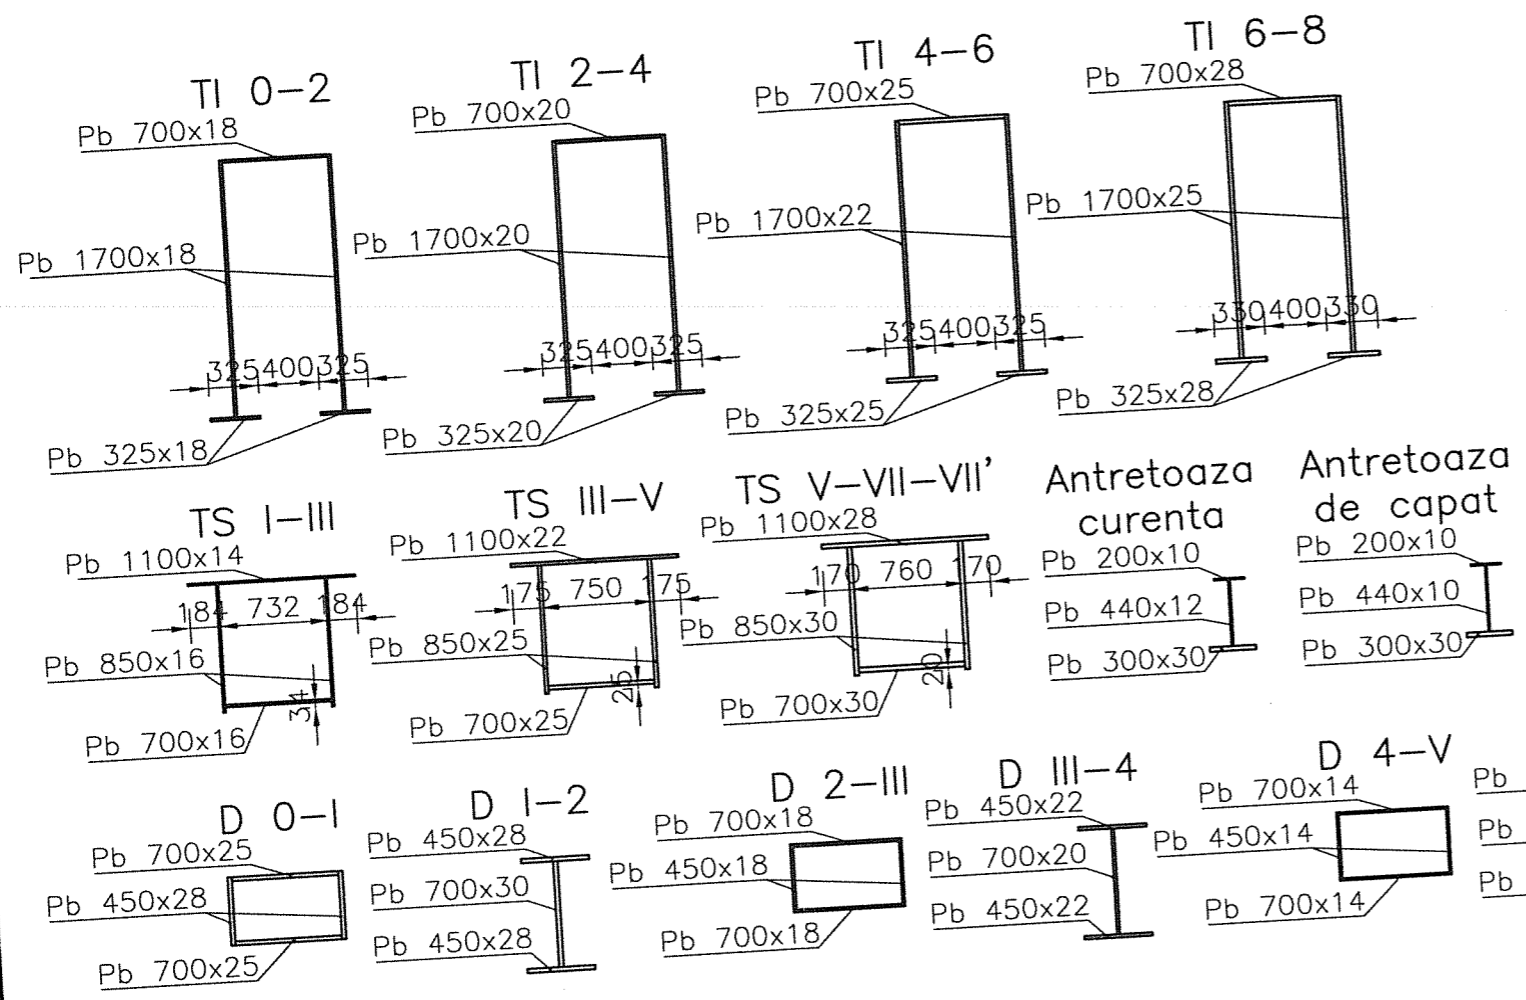 TI 0-2
Pb 700x18
Pb 1700x18
325 400 325
Pb 325x18
TI 2-4
Pb 700x20
Pb 1700x20
325 400 325
Pb 325x20
TI 4-6
Pb 700x25
Pb 1700x22
325 400 325
Pb 325x25
TI 6-8
Pb 700x28
Pb 1700x25
330 400 330
Pb 325x28
TS I-III
Pb 1100x14
184 732 184
Pb 850x16
34
Pb 700x16
TS III-V
Pb 1100x22
175 750 175
Pb 850x25
25
Pb 700x25
TS V-VII-VII'
Pb 1100x28
170 760 170
Pb 850x30
20
Pb 700x30
Antretoaza
curenta
Pb 200x10
Pb 440x12
Pb 300x30
Antretoaza
de capat
Pb 200x10
Pb 440x10
Pb 300x30
D 0-I
Pb 700x25
Pb 450x28
Pb 700x25
D I-2
Pb 450x28
Pb 700x30
Pb 450x28
D 2-III
Pb 700x18
Pb 450x18
Pb 700x18
D III-4
Pb 450x22
Pb 700x20
Pb 450x22
D 4-V
Pb 700x14
Pb 450x14
Pb 700x14
Pb
Pb
Pb